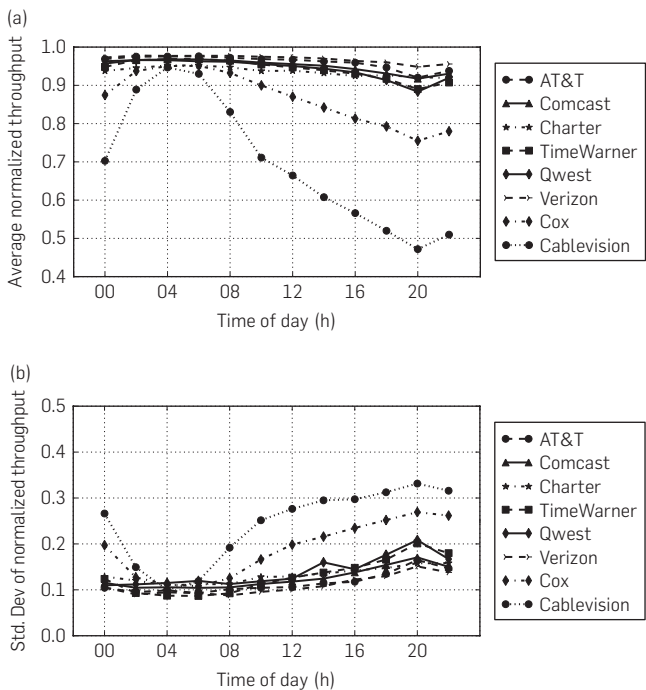 (a)
Average normalized throughput
1.0
0.9
0.8
0.7
0.6
0.5
0.4
00 04 08 12 16 20
Time of day (h)
AT&T
Comcast
Charter
TimeWarner
Qwest
Verizon
Cox
Cablevision
(b)
Std. Dev of normalized throughput
0.5
0.4
0.3
0.2
0.1
0.0
00 04 08 12 16 20
Time of day (h)
AT&T
Comcast
Charter
TimeWarner
Qwest
Verizon
Cox
Cablevision